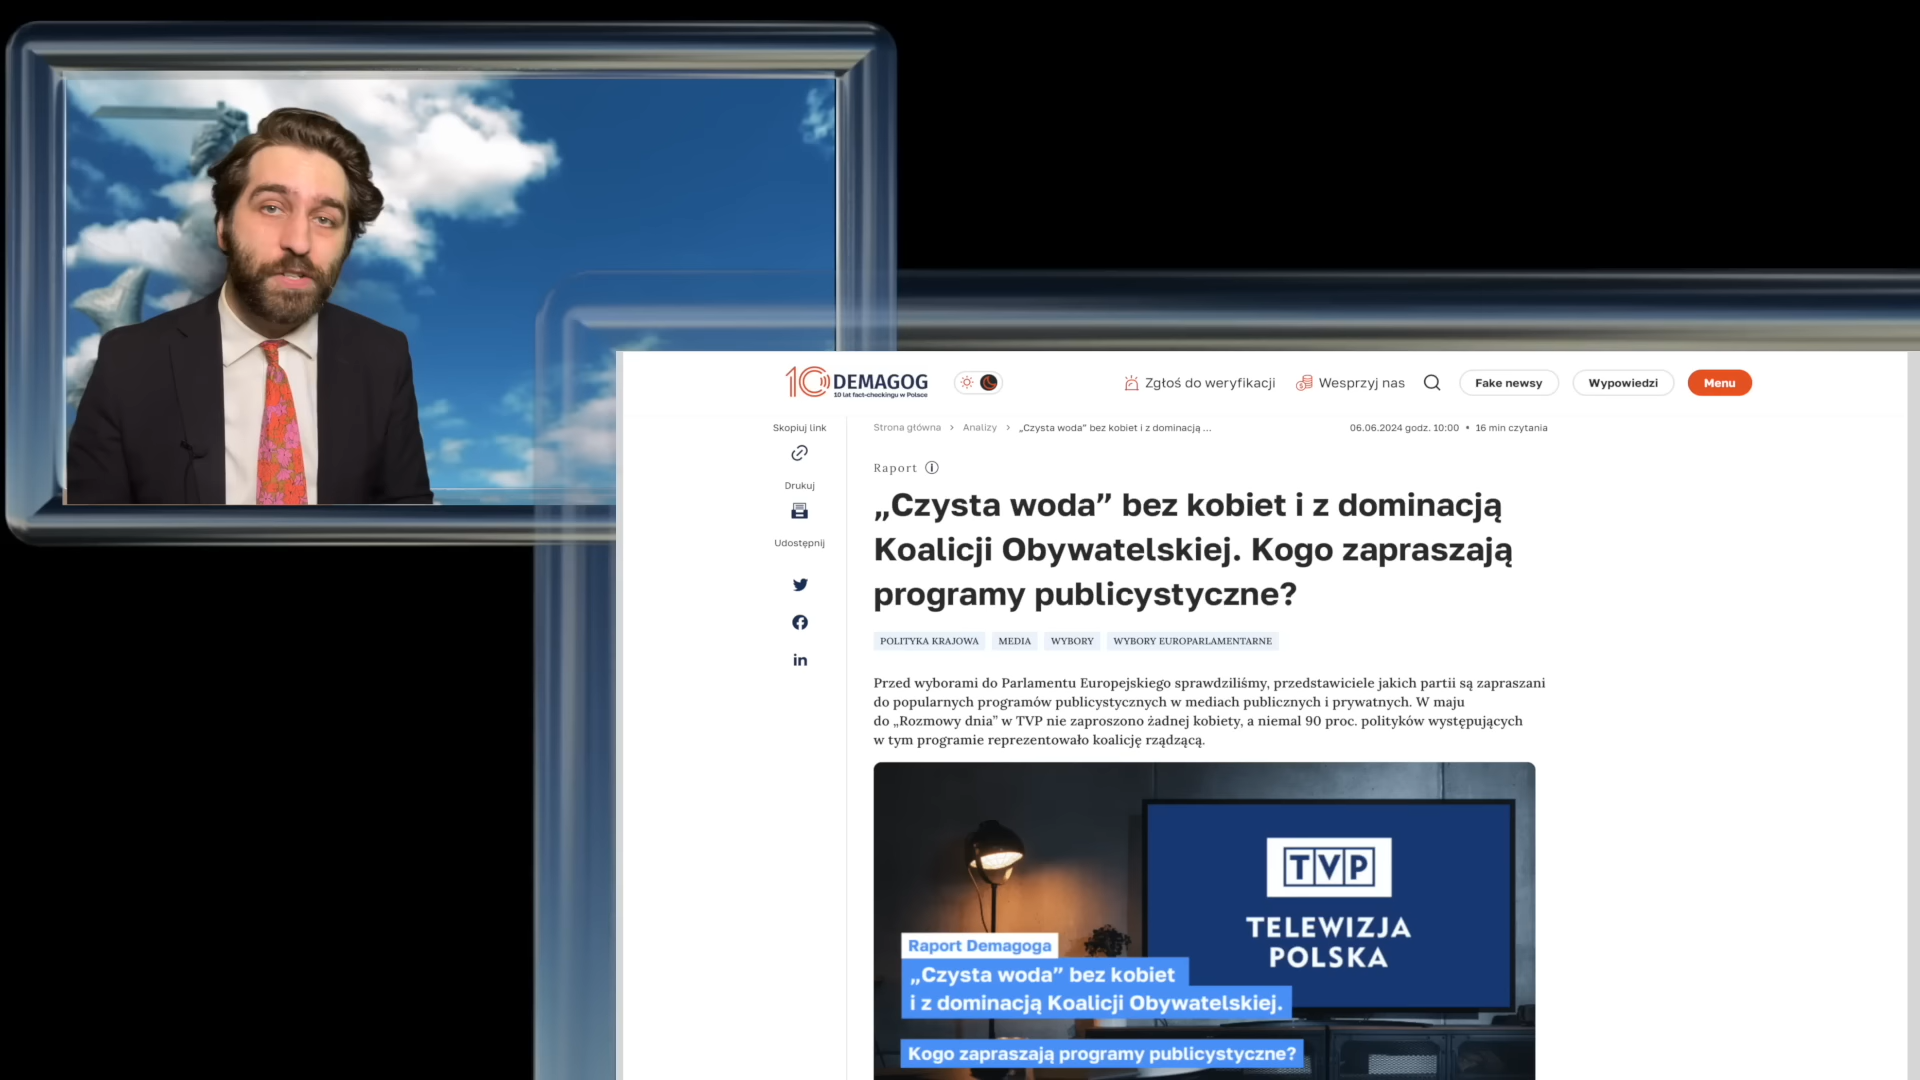 10 DEMAGOG
10 lat fact-checkingu w Polsce
Zgłoś do weryfikacji
Wesprzyj nas
Fake newsy
Wypowiedzi
Menu
Skopiuj link
Drukuj
Udostępnij
Strona główna > Analizy > „Czysta woda” bez kobiet i z dominacją ...
06.06.2024 godz. 10:00 • 16 min czytania
Raport
„Czysta woda” bez kobiet i z dominacją
Koalicji Obywatelskiej. Kogo zapraszają
programy publicystyczne?
POLITYKA KRAJOWA
MEDIA
WYBORY
WYBORY EUROPARLAMENTARNE
Przed wyborami do Parlamentu Europejskiego sprawdziliśmy, przedstawiciele jakich partii są zapraszani
do popularnych programów publicystycznych w mediach publicznych i prywatnych. W maju
do „Rozmowy dnia” w TVP nie zaproszono żadnej kobiety, a niemal 90 proc. polityków występujących
w tym programie reprezentowało koalicję rządzącą.
TVP
TELEWIZJA
POLSKA
Raport Demagoga
„Czysta woda” bez kobiet
i z dominacją Koalicji Obywatelskiej.
Kogo zapraszają programy publicystyczne?